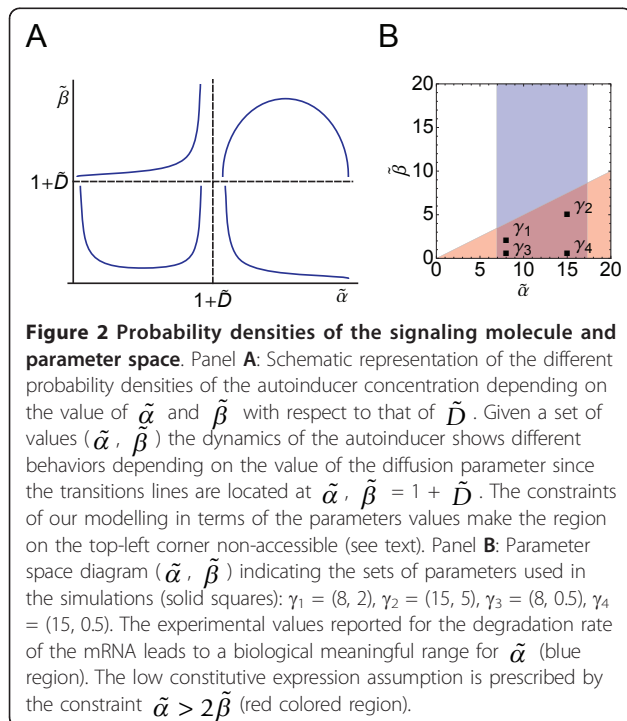 A
B
β̃
1+D̃
1+D̃
α̃
20
15
10
5
0
β̃
γ₁
γ₂
γ₃
γ₄
0 5 10 15 20
α̃
Figure 2 Probability densities of the signaling molecule and
parameter space. Panel A: Schematic representation of the different
probability densities of the autoinducer concentration depending on
the value of α̃ and β̃ with respect to that of D̃ . Given a set of
values ( α̃ , β̃ ) the dynamics of the autoinducer shows different
behaviors depending on the value of the diffusion parameter since
the transitions lines are located at α̃ , β̃ = 1 + D̃ . The constraints
of our modelling in terms of the parameters values make the region
on the top-left corner non-accessible (see text). Panel B: Parameter
space diagram ( α̃ , β̃ ) indicating the sets of parameters used in
the simulations (solid squares): γ₁ = (8, 2), γ₂ = (15, 5), γ₃ = (8, 0.5), γ₄
= (15, 0.5). The experimental values reported for the degradation rate
of the mRNA leads to a biological meaningful range for α̃ (blue
region). The low constitutive expression assumption is prescribed by
the constraint α̃ > 2β̃ (red colored region).